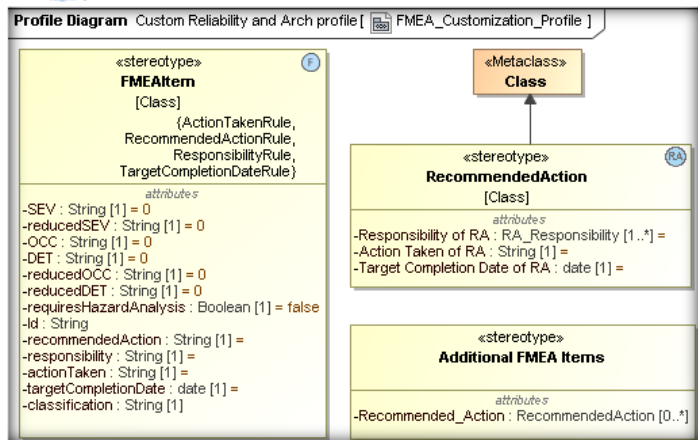 Profile Diagram Custom Reliability and Arch profile[ FMEA_Customization_Profile ]
«stereotype»
F
FMEAItem
[Class]
{ActionTakenRule,
RecommendedActionRule,
ResponsibilityRule,
TargetCompletionDateRule}
attributes
-SEV : String [1] = 0
-reducedSEV : String [1] = 0
-OCC : String [1] = 0
-DET : String [1] = 0
-reducedOCC : String [1] = 0
-reducedDET : String [1] = 0
-requiresHazardAnalysis : Boolean [1] = false
-Id : String
-recommendedAction : String [1] =
-responsibility : String [1] =
-actionTaken : String [1] =
-targetCompletionDate : date [1] =
-classification : String [1]
«Metaclass»
Class
«stereotype»
RA
RecommendedAction
[Class]
attributes
-Responsibility of RA : RA_Responsibility [1..*] =
-Action Taken of RA : String [1] =
-Target Completion Date of RA : date [1] =
«stereotype»
Additional FMEA Items
attributes
-Recommended_Action : RecommendedAction [0..*]